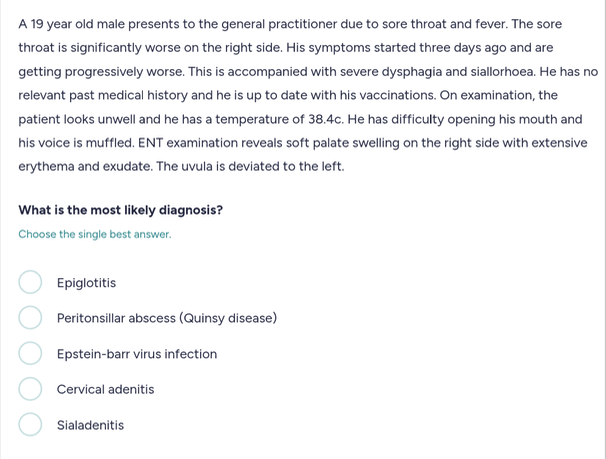 A 19 year old male presents to the general practitioner due to sore throat and fever. The sore
throat is significantly worse on the right side. His symptoms started three days ago and are
getting progressively worse. This is accompanied with severe dysphagia and siallorhoea. He has no
relevant past medical history and he is up to date with his vaccinations. On examination, the
patient looks unwell and he has a temperature of 38.4c. He has difficulty opening his mouth and
his voice is muffled. ENT examination reveals soft palate swelling on the right side with extensive
erythema and exudate. The uvula is deviated to the left.
What is the most likely diagnosis?
Choose the single best answer.
Epiglotitis
Peritonsillar abscess (Quinsy disease)
Epstein-barr virus infection
Cervical adenitis
Sialadenitis